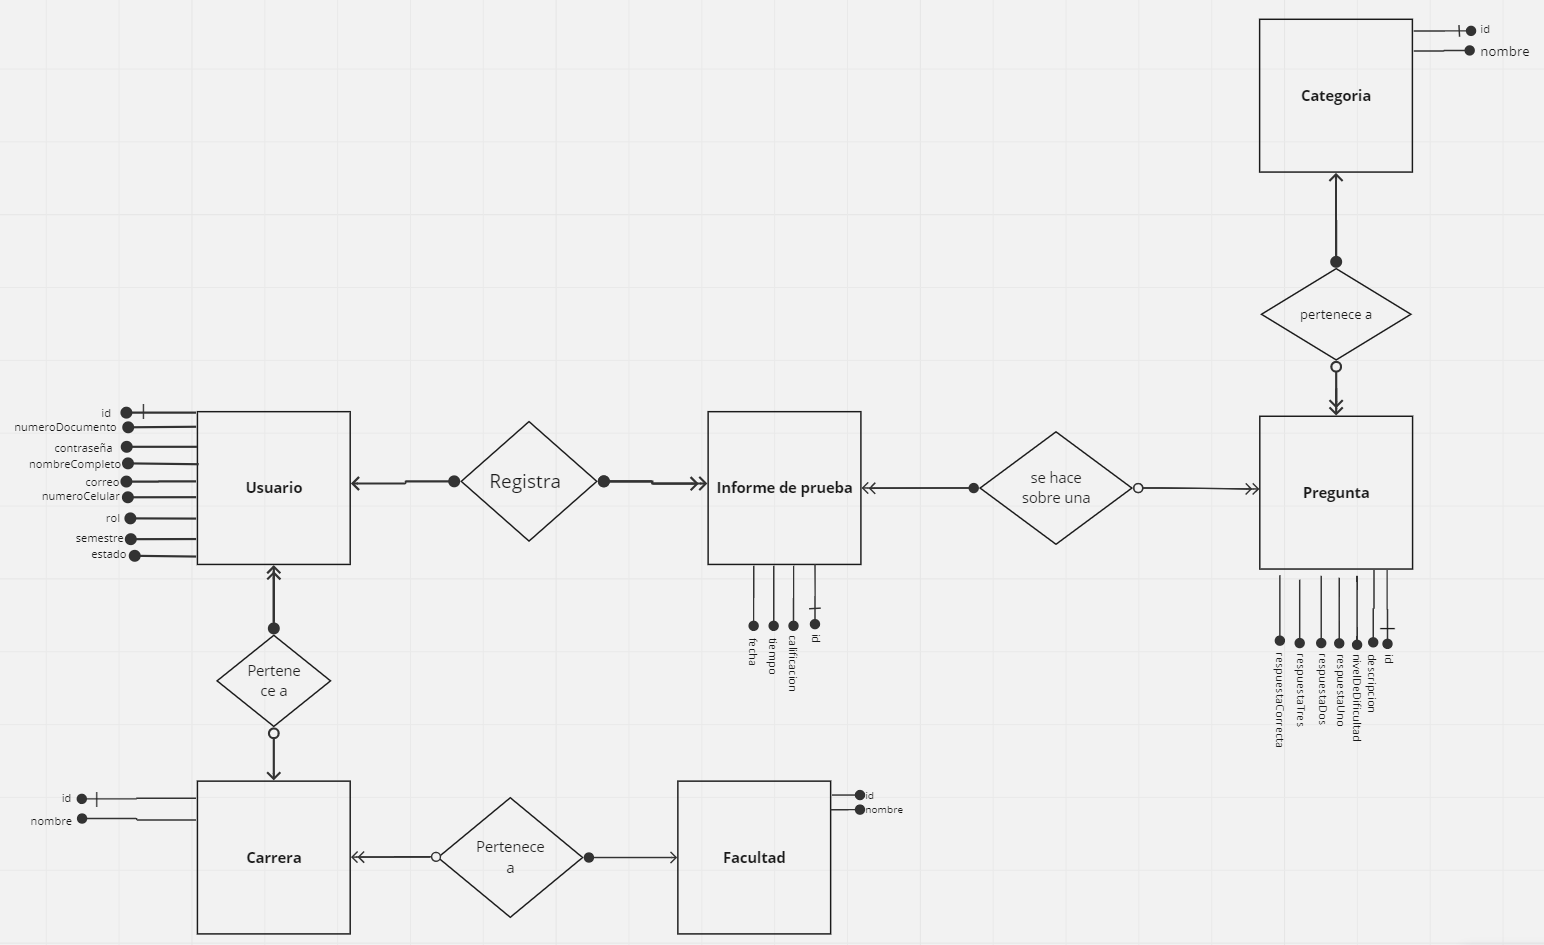 id
nombre
Categoria
pertenece a
id
numeroDocumento
contraseña
nombreCompleto
correo
numeroCelular
rol
semestre
estado
Usuario
Registra
Informe de prueba
se hace
sobre una
Pregunta
fecha
tiempo
calificacion
id
respuestaCorrecta
respuestaTres
respuestaDos
respuestaUno
nivelDeDificultad
descripcion
id
Pertene
ce a
id
nombre
Carrera
Pertenece
a
Facultad
id
nombre